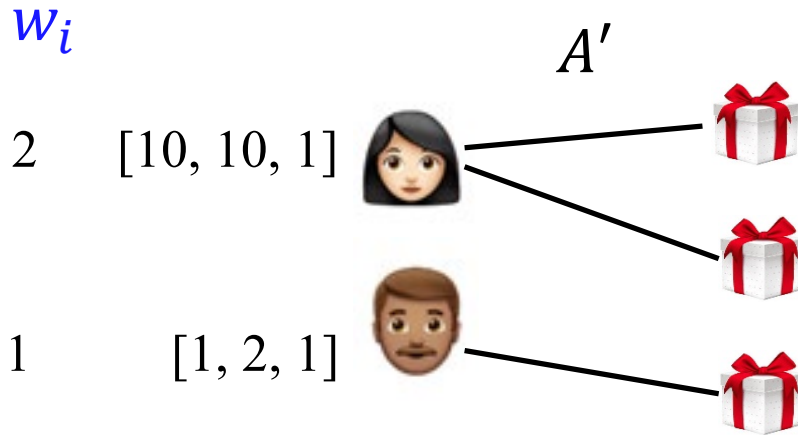 w_i
A′
2 [10, 10, 1]
1 [1, 2, 1]